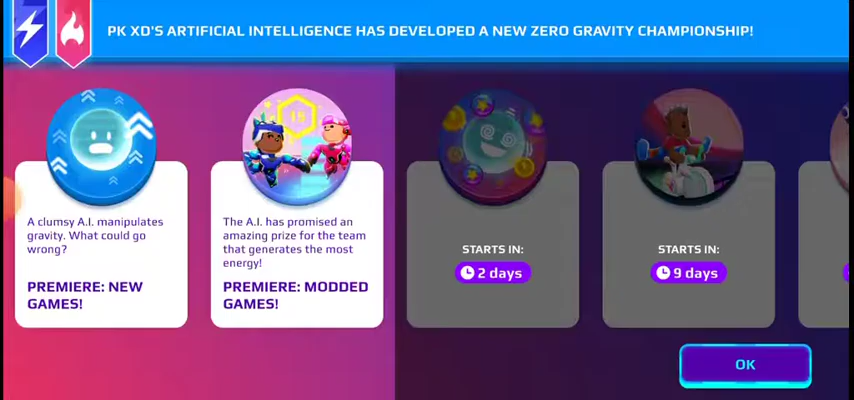 PK XD'S ARTIFICIAL INTELLIGENCE HAS DEVELOPED A NEW ZERO GRAVITY CHAMPIONSHIP!
A clumsy A.I. manipulates
gravity. What could go
wrong?
PREMIERE: NEW
GAMES!
The A.I. has promised an
amazing prize for the team
that generates the most
energy!
PREMIERE: MODDED
GAMES!
STARTS IN:
2 days
STARTS IN:
9 days
OK